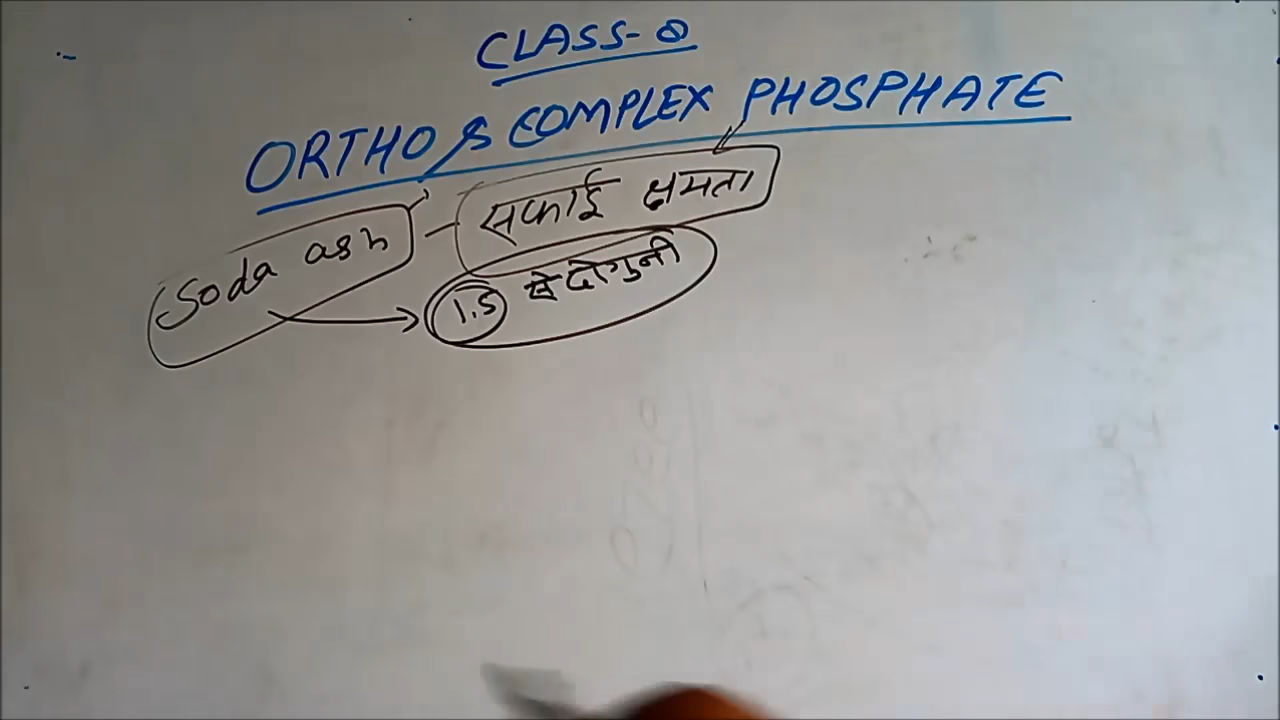 CLASS-8
ORTHO & COMPLEX PHOSPHATE
Soda ash - सफाई क्षमता
1.5 से दोगुनी